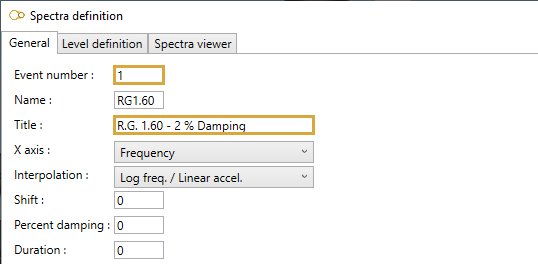 Spectra definition
General Level definition Spectra viewer
Event number : 1
Name : RG1.60
Title : R.G. 1.60 - 2 % Damping
X axis : Frequency
Interpolation : Log freq. / Linear accel.
Shift : 0
Percent damping : 0
Duration : 0